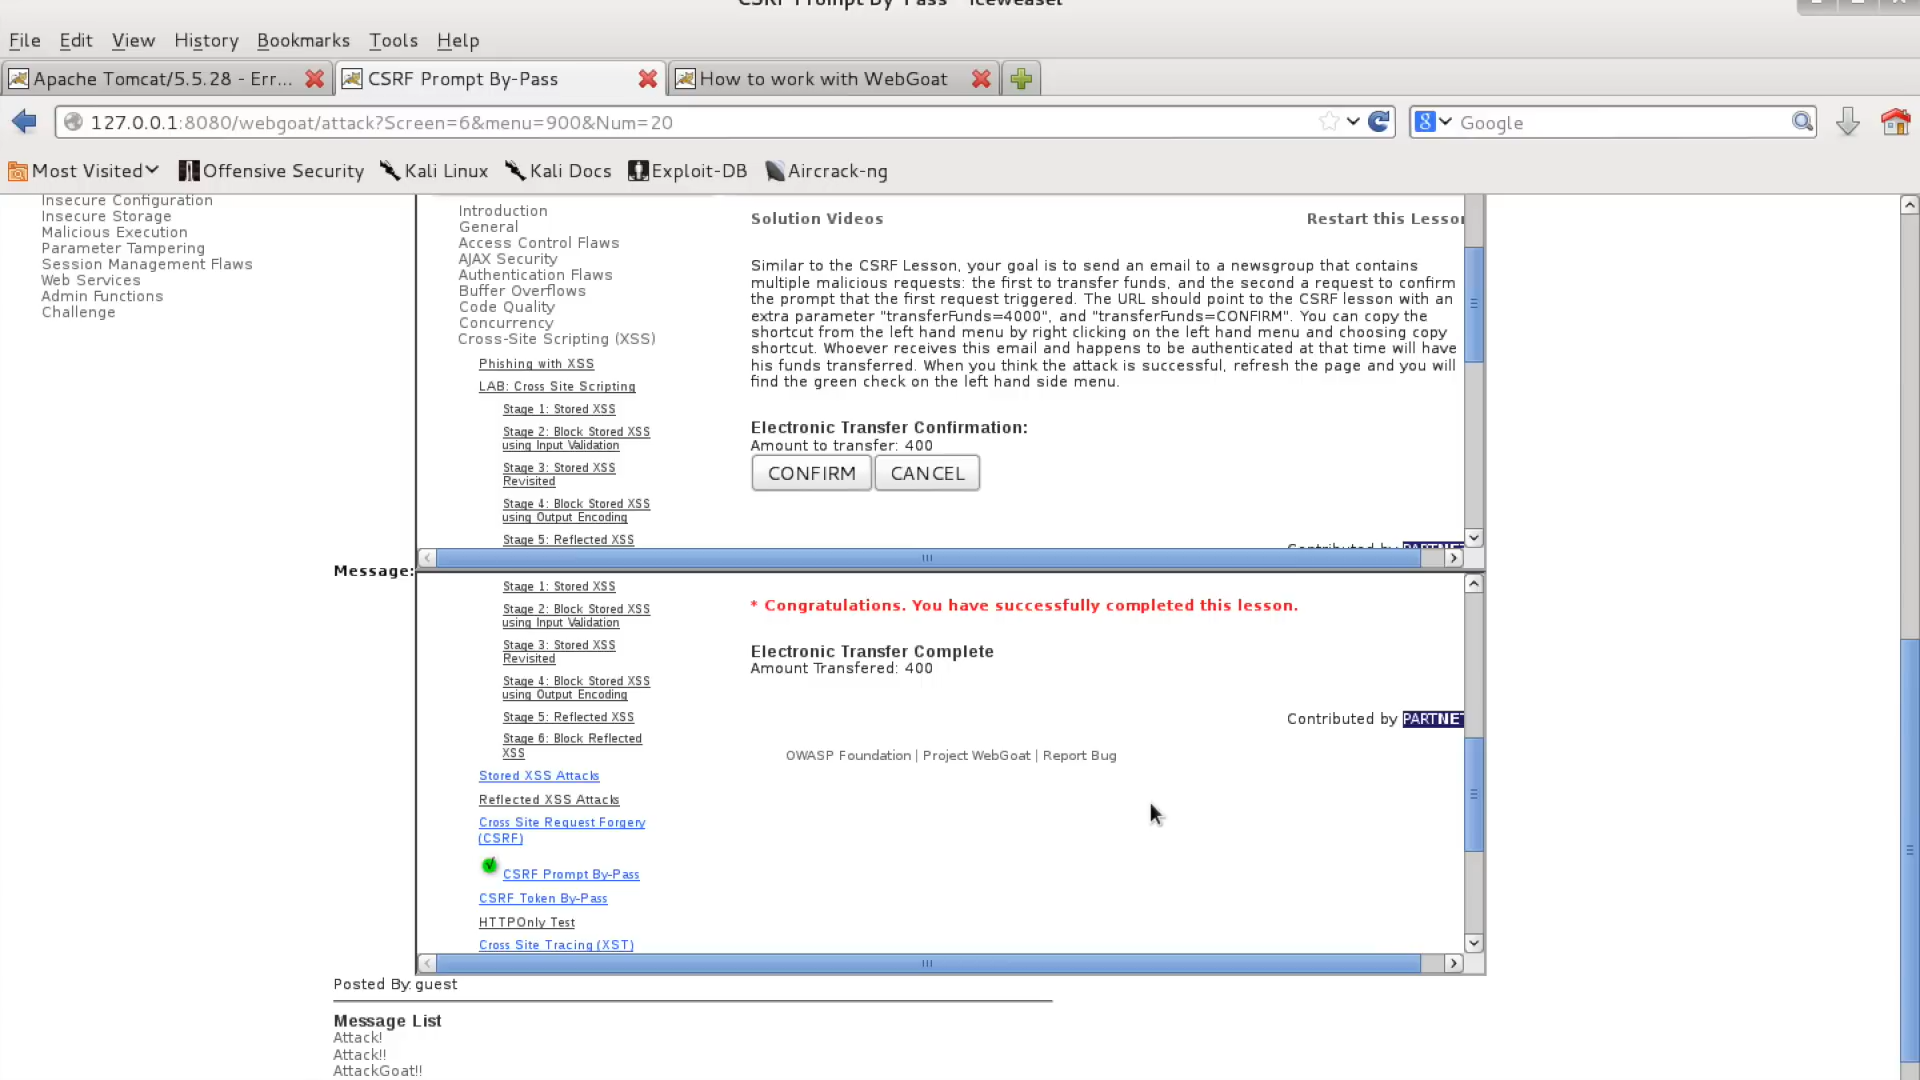 CSRF Prompt By-Pass - Iceweasel
File Edit View History Bookmarks Tools Help
Apache Tomcat/5.5.28 - Err...
CSRF Prompt By-Pass
How to work with WebGoat
127.0.0.1:8080/webgoat/attack?Screen=6&menu=900&Num=20
Google
Most Visited
Offensive Security
Kali Linux
Kali Docs
Exploit-DB
Aircrack-ng
Insecure Configuration
Insecure Storage
Malicious Execution
Parameter Tampering
Session Management Flaws
Web Services
Admin Functions
Challenge
Message:
Introduction
General
Access Control Flaws
AJAX Security
Authentication Flaws
Buffer Overflows
Code Quality
Concurrency
Cross-Site Scripting (XSS)
Phishing with XSS
LAB: Cross Site Scripting
Stage 1: Stored XSS
Stage 2: Block Stored XSS
using Input Validation
Stage 3: Stored XSS
Revisited
Stage 4: Block Stored XSS
using Output Encoding
Stage 5: Reflected XSS
Solution Videos
Restart this Lesson
Similar to the CSRF Lesson, your goal is to send an email to a newsgroup that contains
multiple malicious requests: the first to transfer funds, and the second a request to confirm
the prompt that the first request triggered. The URL should point to the CSRF lesson with an
extra parameter "transferFunds=4000", and "transferFunds=CONFIRM". You can copy the
shortcut from the left hand menu by right clicking on the left hand menu and choosing copy
shortcut. Whoever receives this email and happens to be authenticated at that time will have
his funds transferred. When you think the attack is successful, refresh the page and you will
find the green check on the left hand side menu.
Electronic Transfer Confirmation:
Amount to transfer: 400
CONFIRM CANCEL
Contributed by PARTNET
Stage 1: Stored XSS
Stage 2: Block Stored XSS
using Input Validation
Stage 3: Stored XSS
Revisited
Stage 4: Block Stored XSS
using Output Encoding
Stage 5: Reflected XSS
Stage 6: Block Reflected
XSS
Stored XSS Attacks
Reflected XSS Attacks
Cross Site Request Forgery
(CSRF)
CSRF Prompt By-Pass
CSRF Token By-Pass
HTTPOnly Test
Cross Site Tracing (XST)
* Congratulations. You have successfully completed this lesson.
Electronic Transfer Complete
Amount Transfered: 400
Contributed by PARTNET
OWASP Foundation | Project WebGoat | Report Bug
Posted By: guest
Message List
Attack!
Attack!!
AttackGoat!!